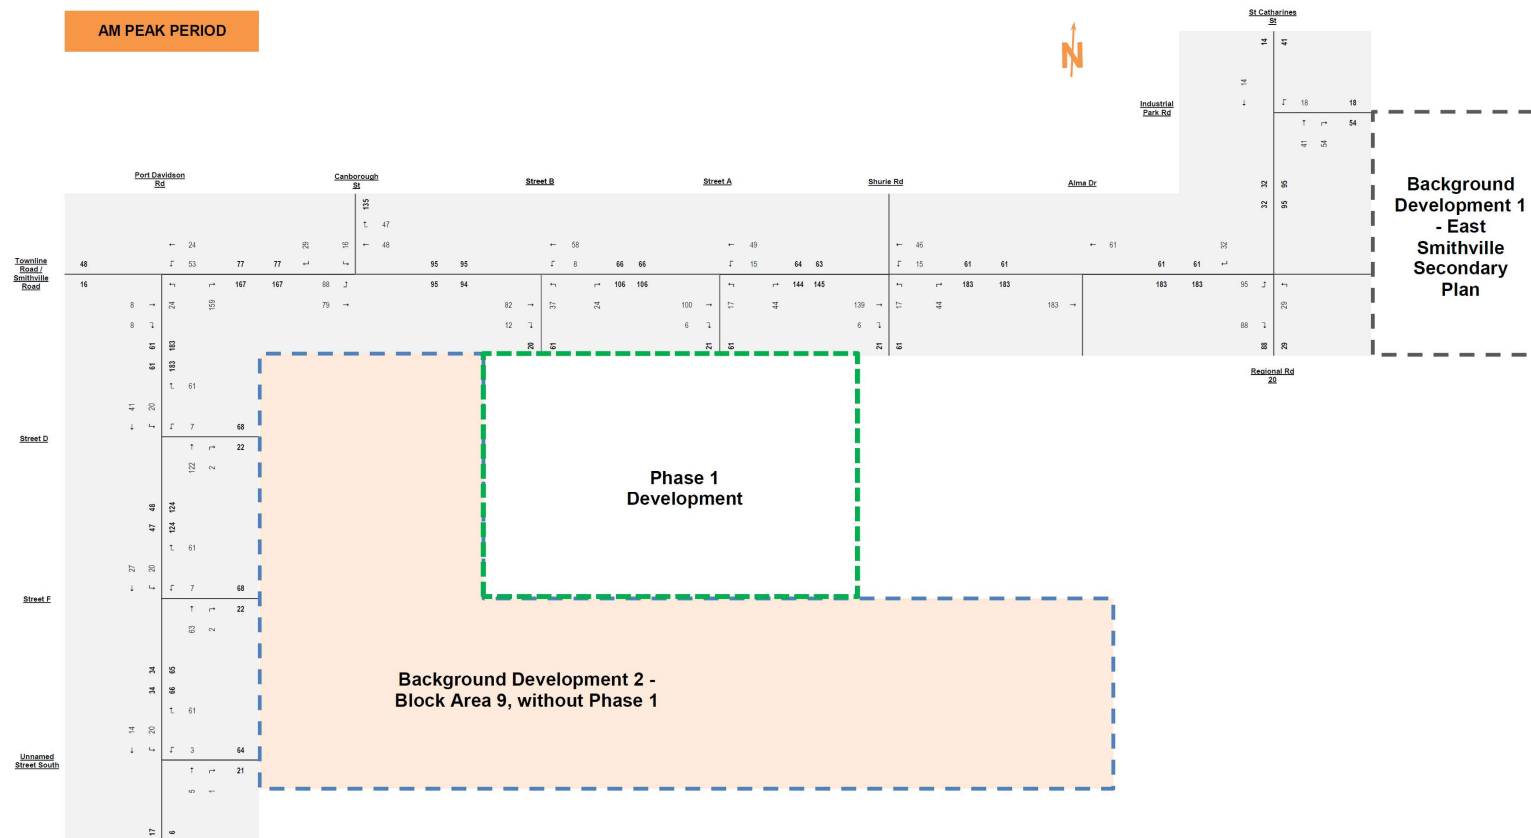 AM PEAK PERIOD
N
St Catharines
St
14 41
14
Industrial
Park Rd
18 18
54
41 54
Port Davidson
Rd
Canborough
St
Street B
Street A
Shurie Rd
Alma Dr
32 95
32 95
135
47
24 29 16 48 58 49 46 61 32
Townline
Road /
Smithville
Road
48 53 77 77 95 95 8 66 66 15 64 63 15 61 61 61 61
16 167 167 88 95 94 106 106 144 145 183 183 183 183 95
8 24 159 79 82 37 24 100 17 44 139 17 44 183 29
8 12 6 6 88
61 183 20 61 21 61 21 61 88 29
61 183
Regional Rd
20
61
41 20
Street D
7 68
22
122 2
48 124
47 124
61
27 20
Street F
7 68
22
63 2
34 65
34 66
61
14 20
Unnamed
Street South
3 64
21
5 1
17 6
Background
Development 1
- East
Smithville
Secondary
Plan
Phase 1
Development
Background Development 2 -
Block Area 9, without Phase 1